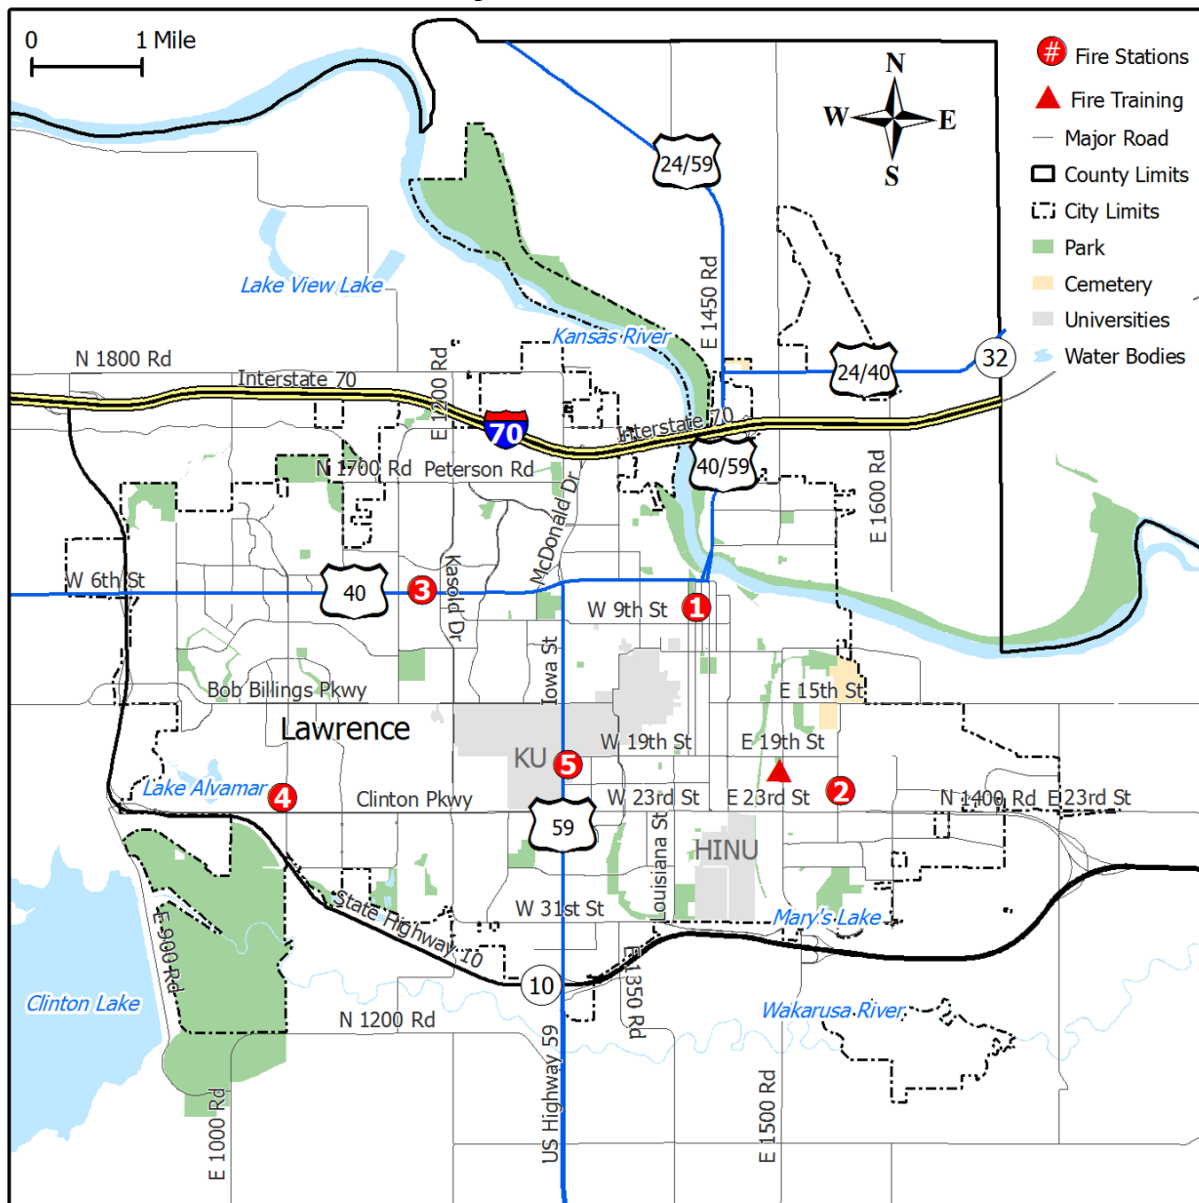 0 1 Mile
N
W E
S
# Fire Stations
Fire Training
Major Road
County Limits
City Limits
Park
Cemetery
Universities
Water Bodies
24/59
E 1450 Rd
Lake View Lake
Kansas River
N 1800 Rd
Interstate 70
E 1200 Rd
24/40
32
70
Interstate 70
40/59
N 1700 Rd
Peterson Rd
McDonald Dr
E 1600 Rd
W 6th St
40
3
Kasold Dr
W 9th St
1
Iowa St
Bob Billings Pkwy
E 15th St
Lawrence
KU
5
W 19th St
E 19th St
Lake Alvamar
4
Clinton Pkwy
W 23rd St
E 23rd St
2
N 1400 Rd
E 23rd St
59
Louisiana St
HINU
State Highway 10
W 31st St
Mary's Lake
E 900 Rd
10
E 1350 Rd
Clinton Lake
N 1200 Rd
Wakarusa River
E 1000 Rd
US Highway 59
E 1500 Rd